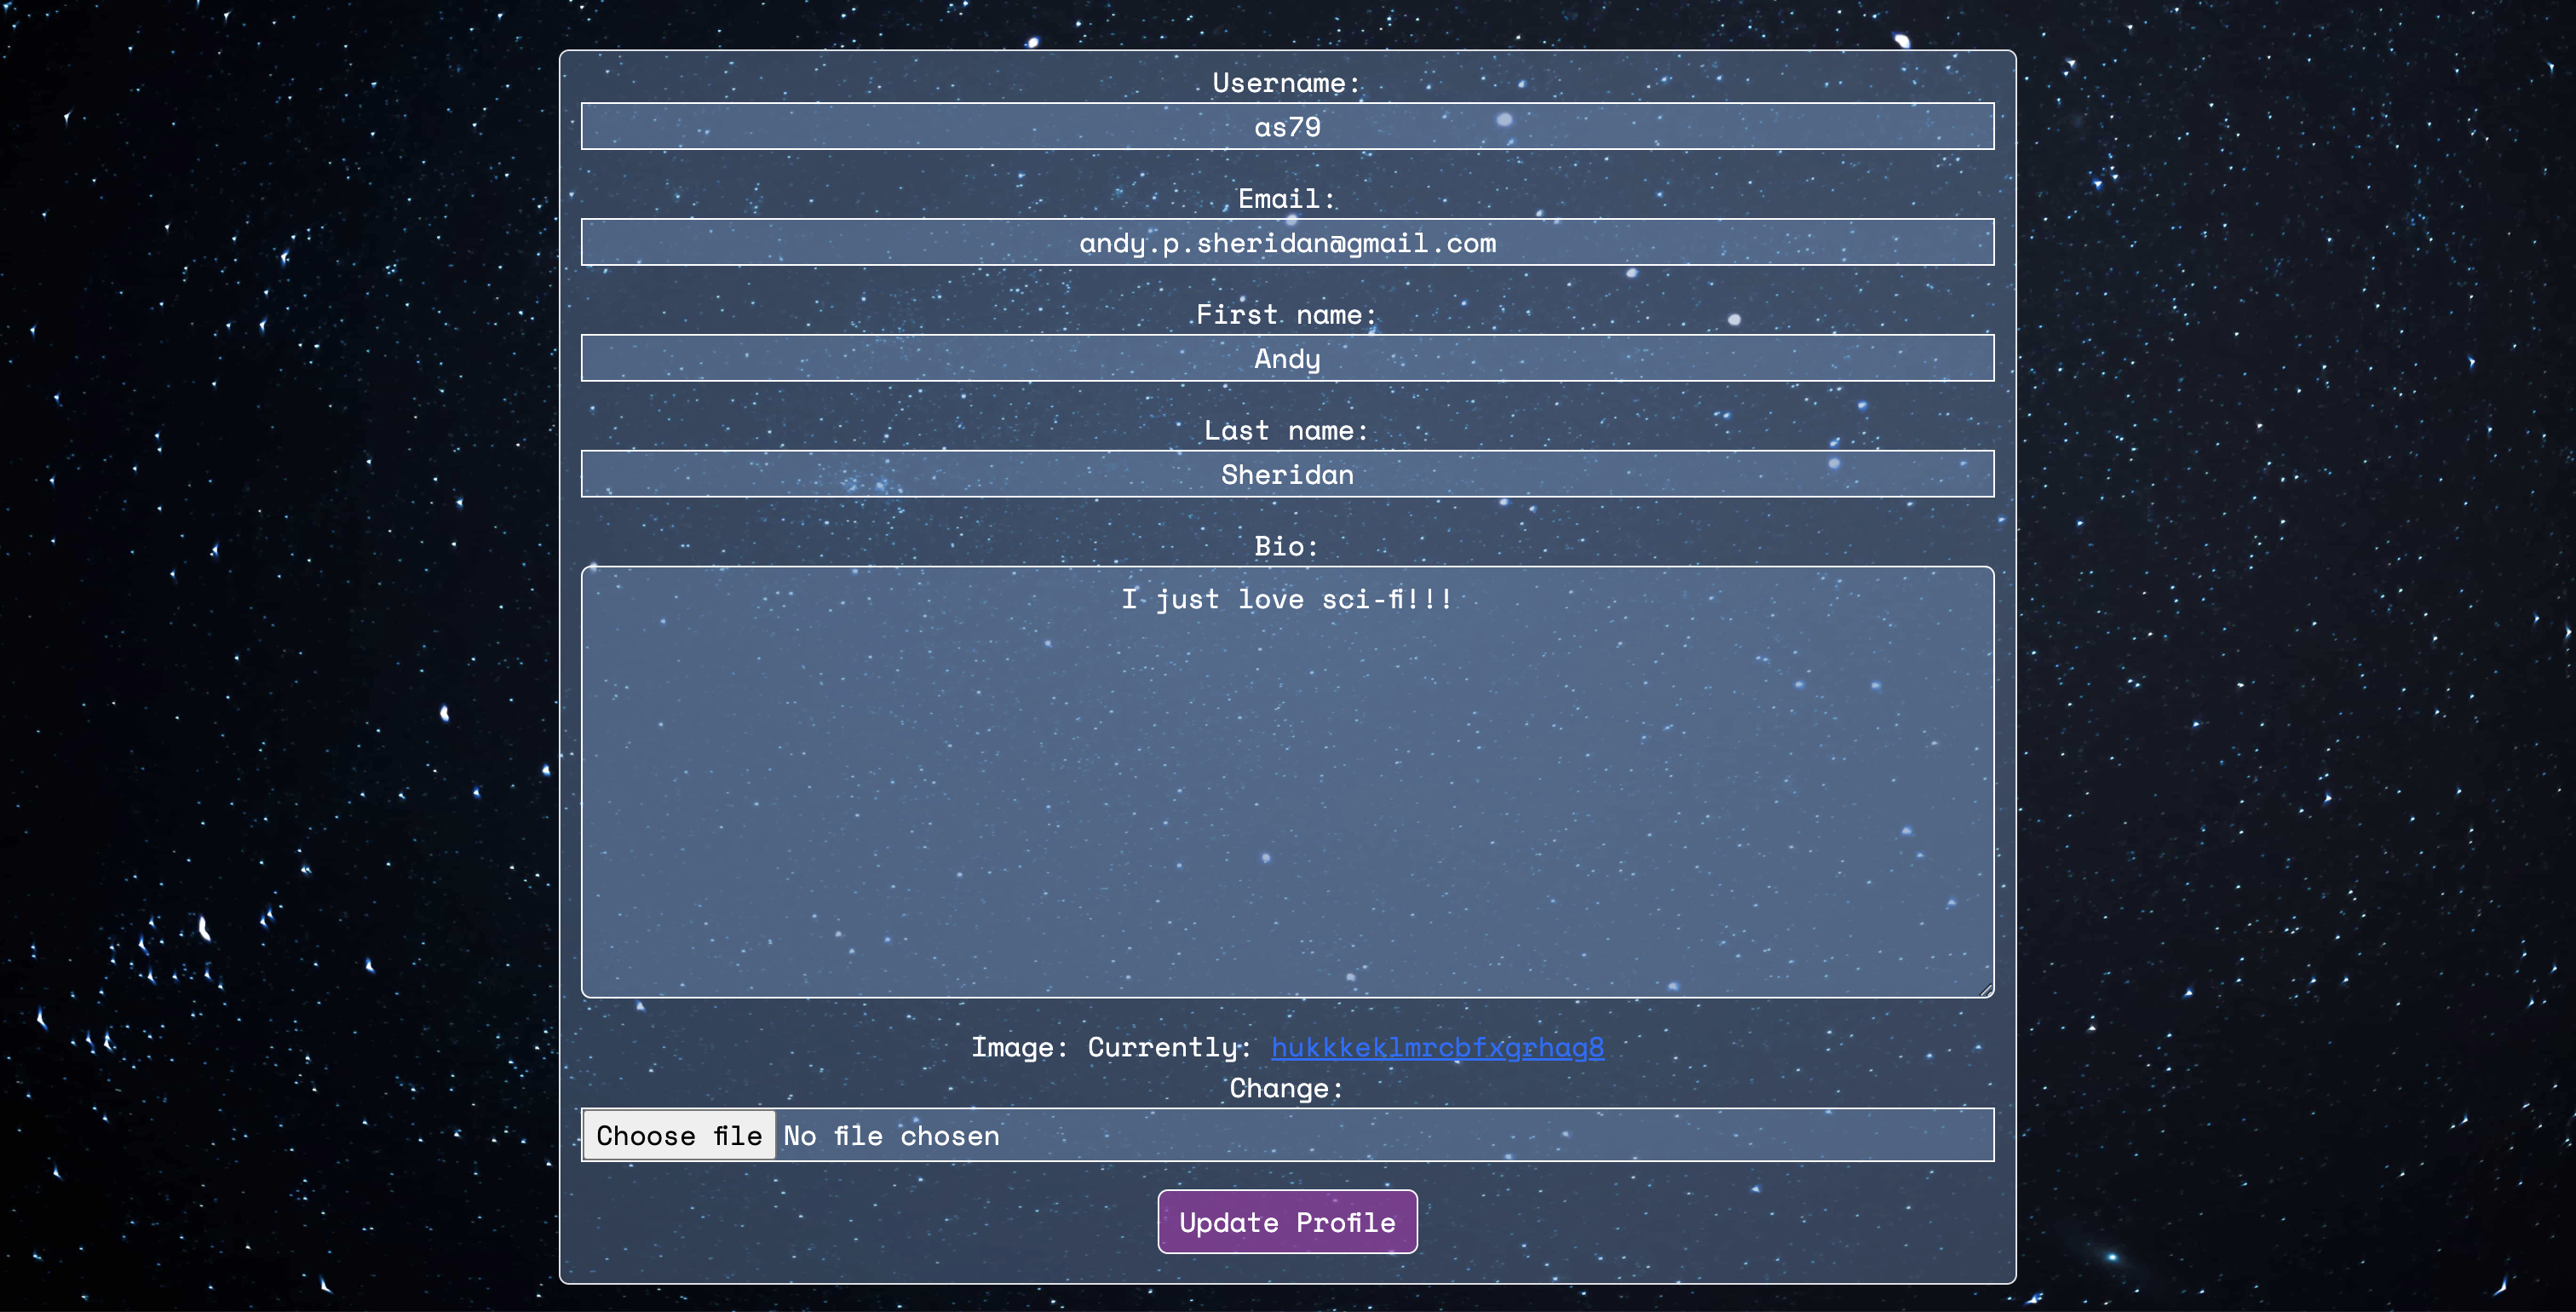 Username:
as79
Email:
andy.p.sheridan@gmail.com
First name:
Andy
Last name:
Sheridan
Bio:
I just love sci-fi!!!
Image: Currently: hukkkeklmrcbfxgrhag8
Change:
Choose file No file chosen
Update Profile